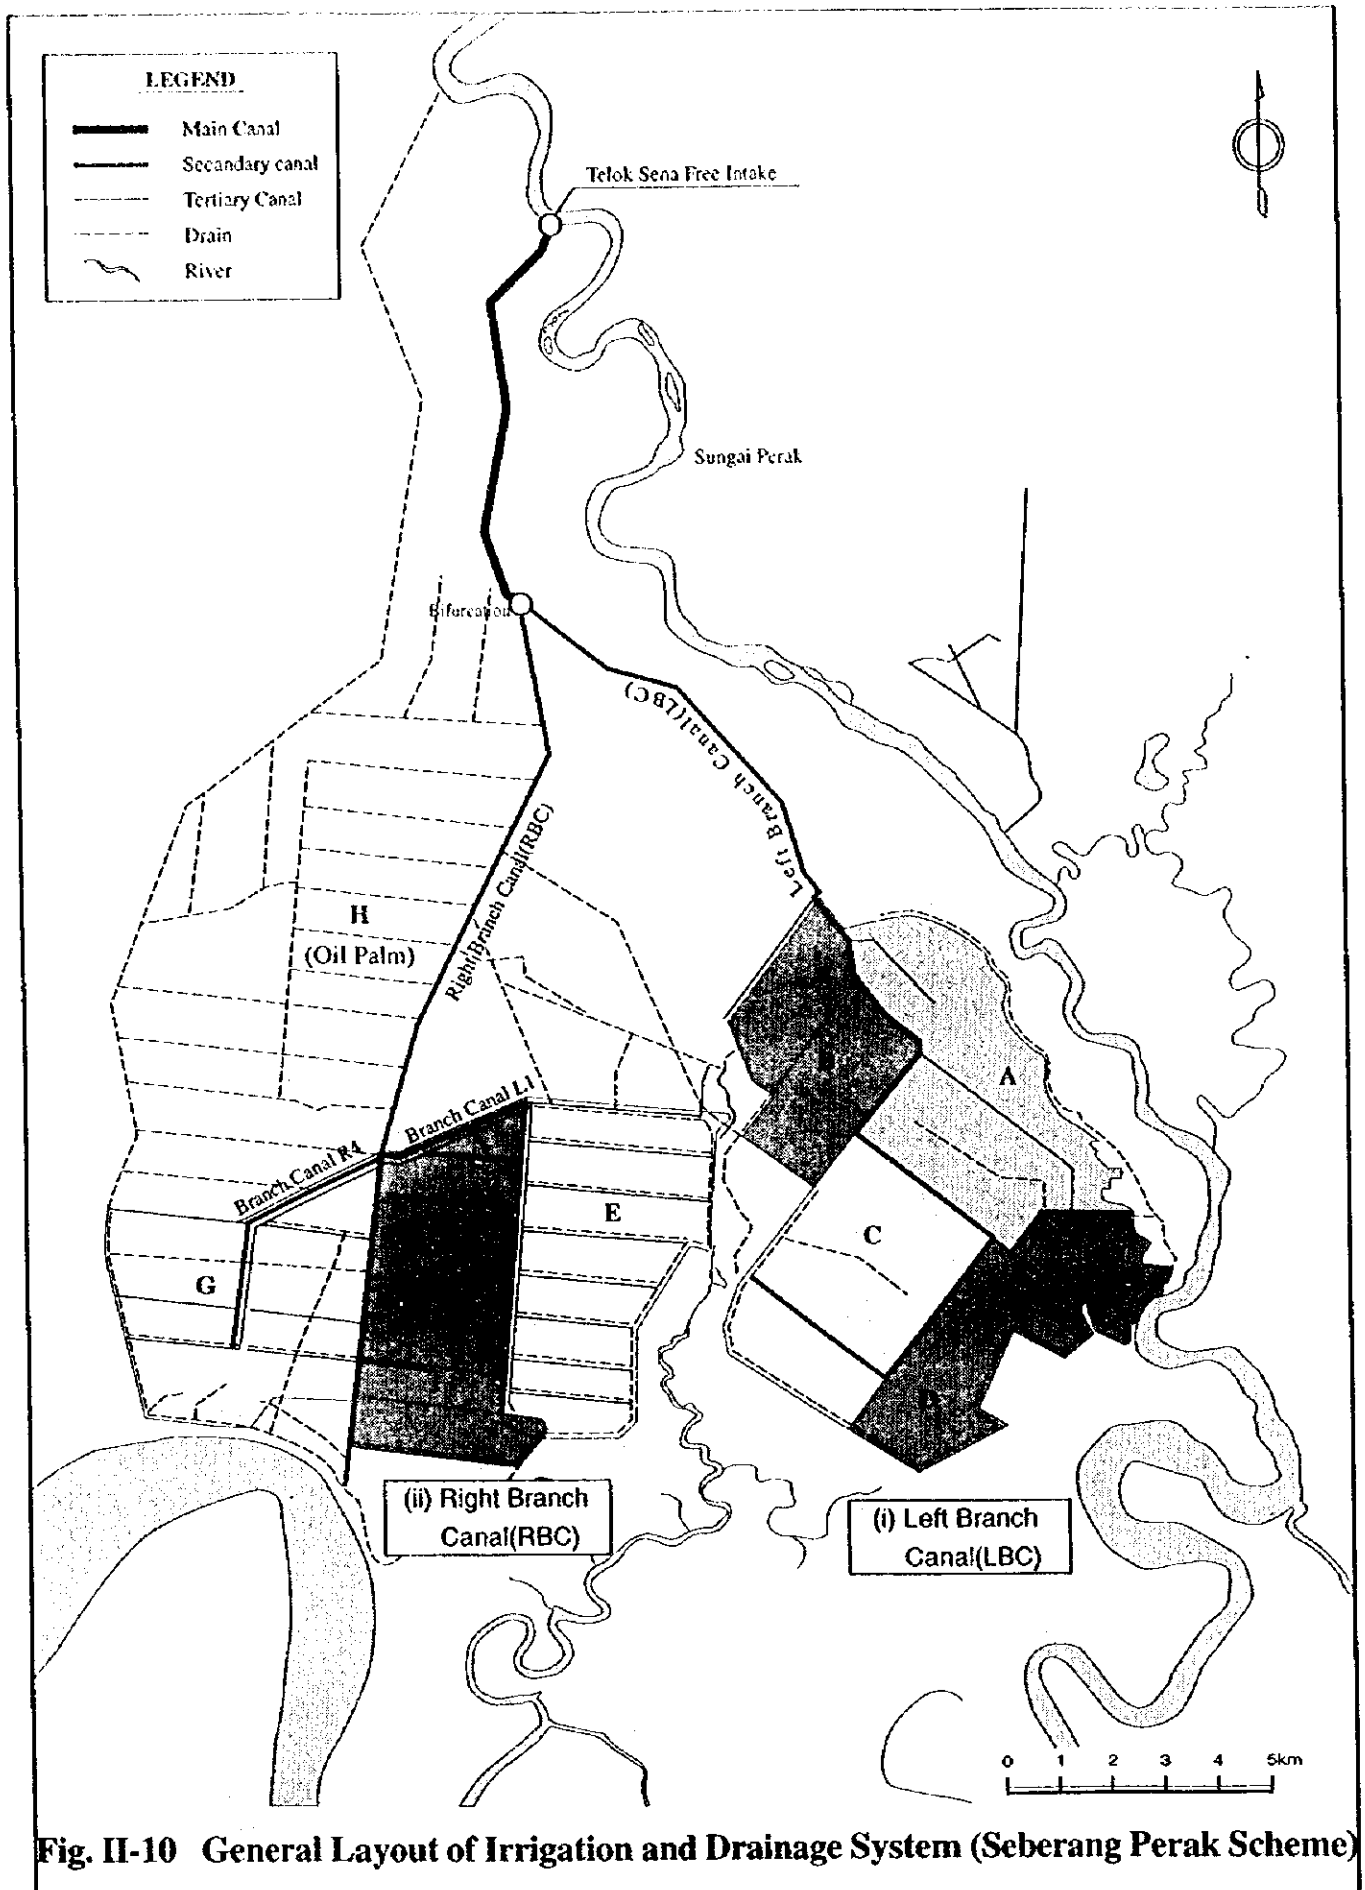 LEGEND
Main Canal
Secandary canal
Tertiary Canal
Drain
River
Telok Sena Free Intake
Sungai Perak
Bifurcation
Left Branch Canal(LBC)
Right Branch Canal(RBC)
H
(Oil Palm)
B
A
Branch Canal L1
Branch Canal R4
E
C
G
D
(ii) Right Branch
Canal(RBC)
(i) Left Branch
Canal(LBC)
0 1 2 3 4 5km
Fig. II-10 General Layout of Irrigation and Drainage System (Seberang Perak Scheme)